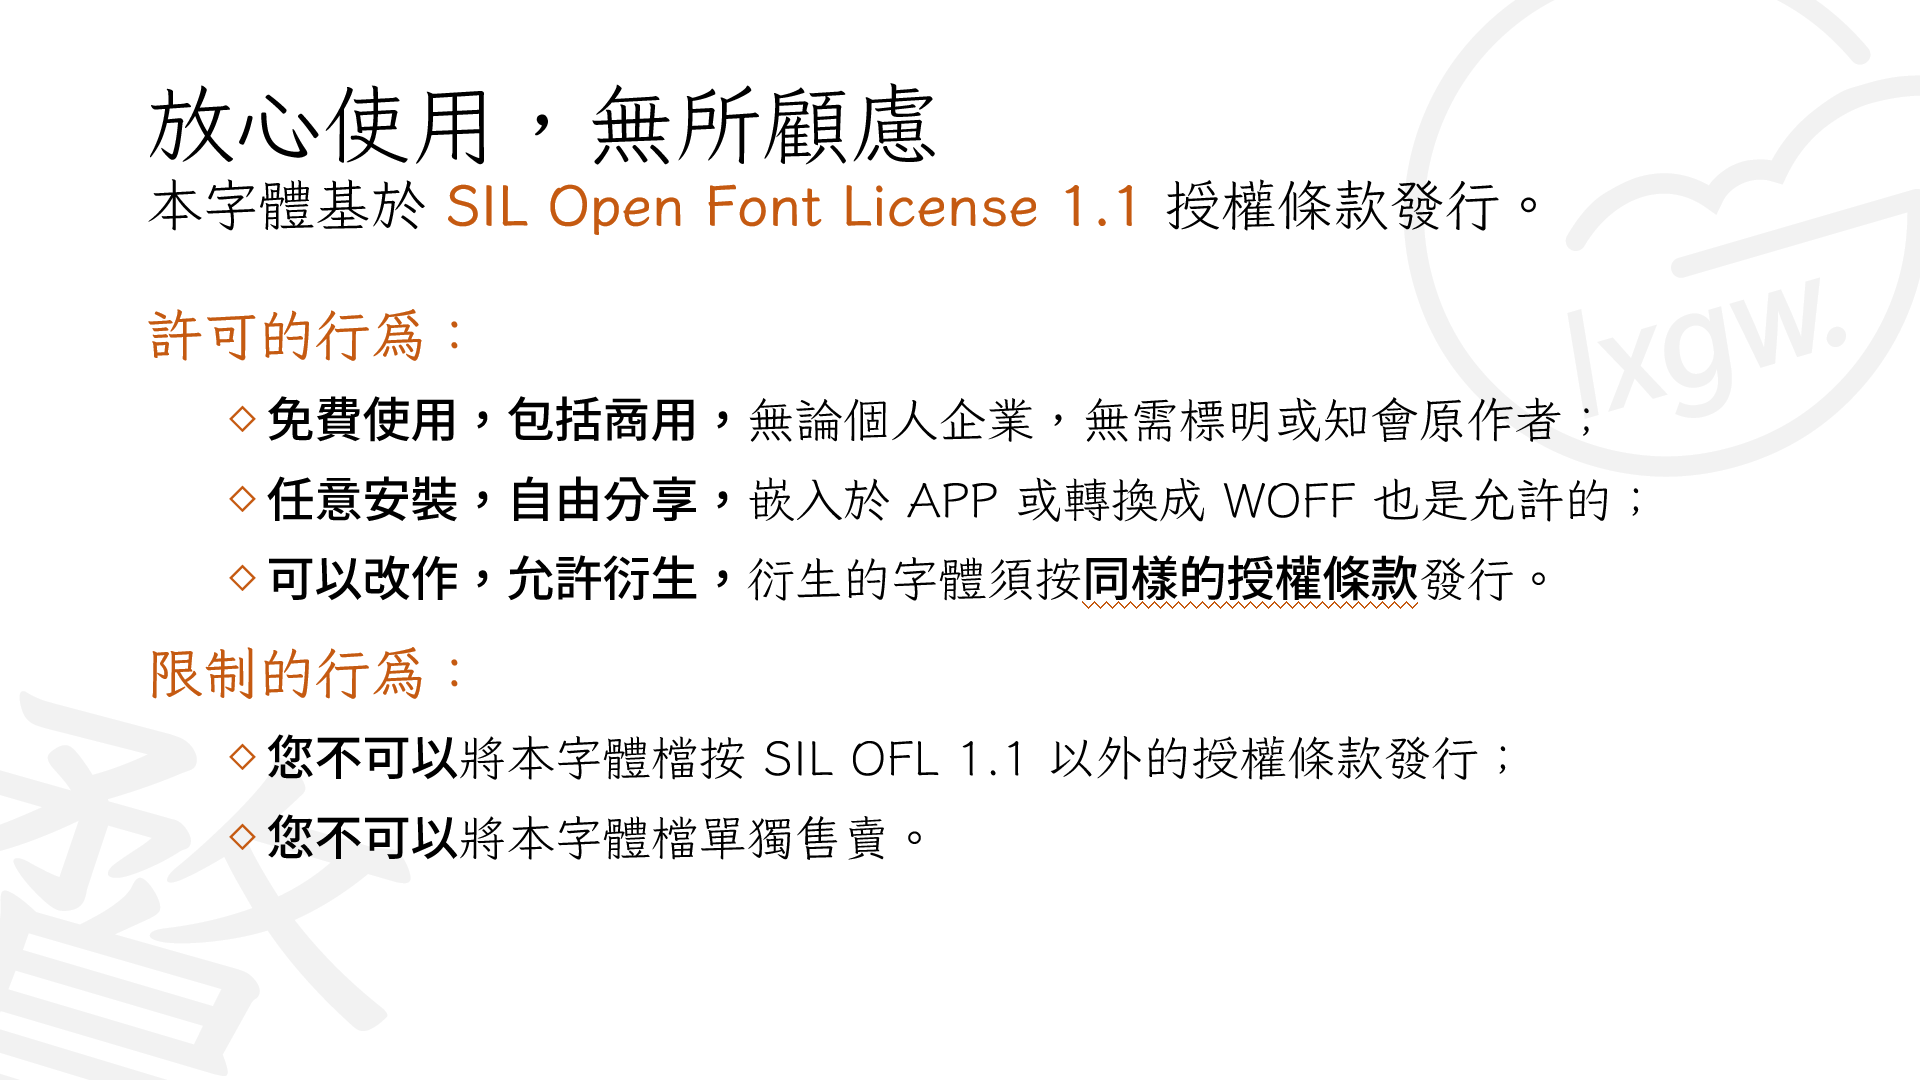 放心使用，無所顧慮
本字體基於 SIL Open Font License 1.1 授權條款發行。
許可的行爲：
◇ 免費使用，包括商用，無論個人企業，無需標明或知會原作者；
◇ 任意安裝，自由分享，嵌入於 APP 或轉換成 WOFF 也是允許的；
◇ 可以改作，允許衍生，衍生的字體須按同樣的授權條款發行。
限制的行爲：
◇ 您不可以將本字體檔按 SIL OFL 1.1 以外的授權條款發行；
◇ 您不可以將本字體檔單獨售賣。
lxgw.